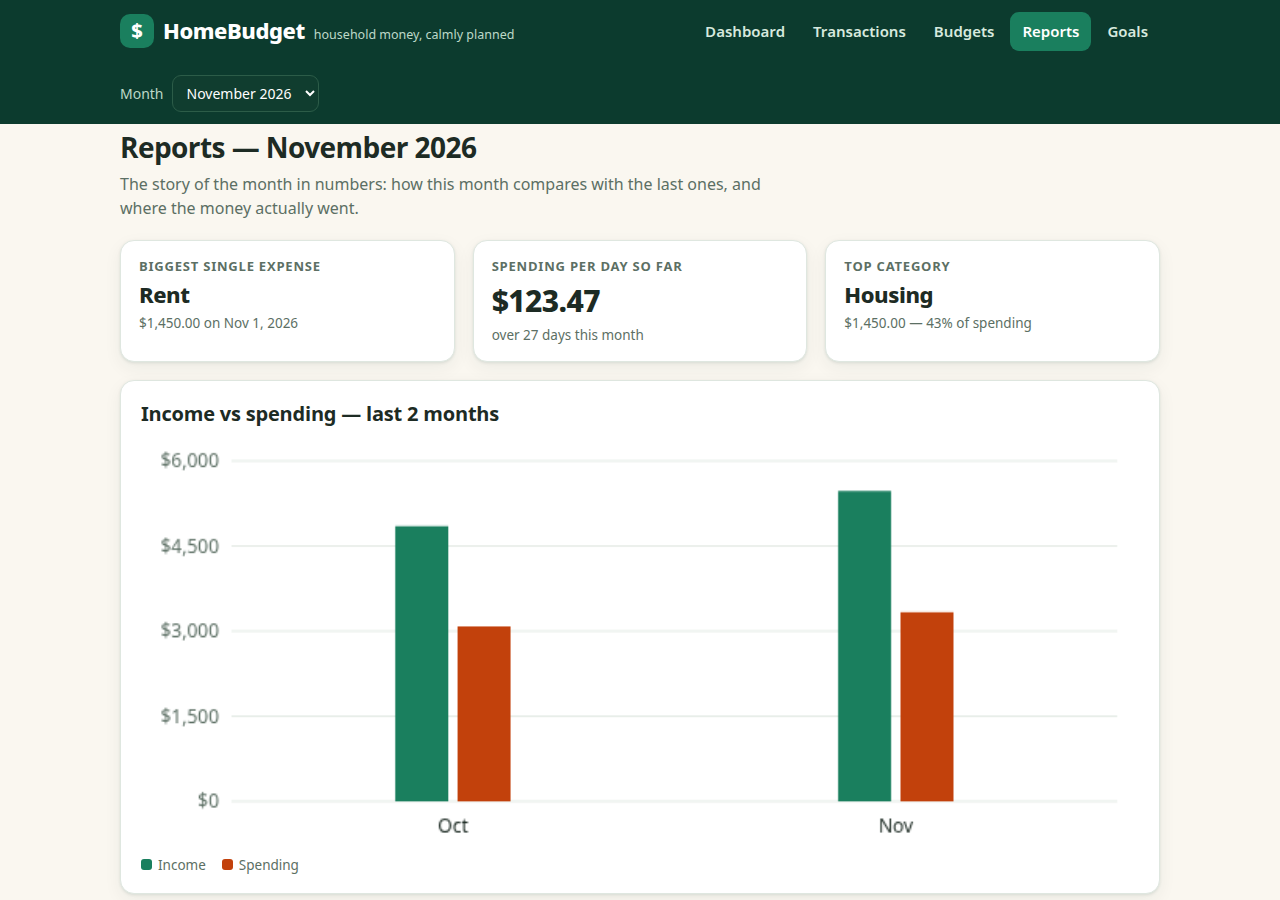 $ HomeBudget household money, calmly planned
Dashboard Transactions Budgets Reports Goals
Month November 2026
Reports — November 2026
The story of the month in numbers: how this month compares with the last ones, and
where the money actually went.
BIGGEST SINGLE EXPENSE
Rent
$1,450.00 on Nov 1, 2026
SPENDING PER DAY SO FAR
$123.47
over 27 days this month
TOP CATEGORY
Housing
$1,450.00 — 43% of spending
Income vs spending — last 2 months
$6,000
$4,500
$3,000
$1,500
$0
Oct Nov
Income Spending